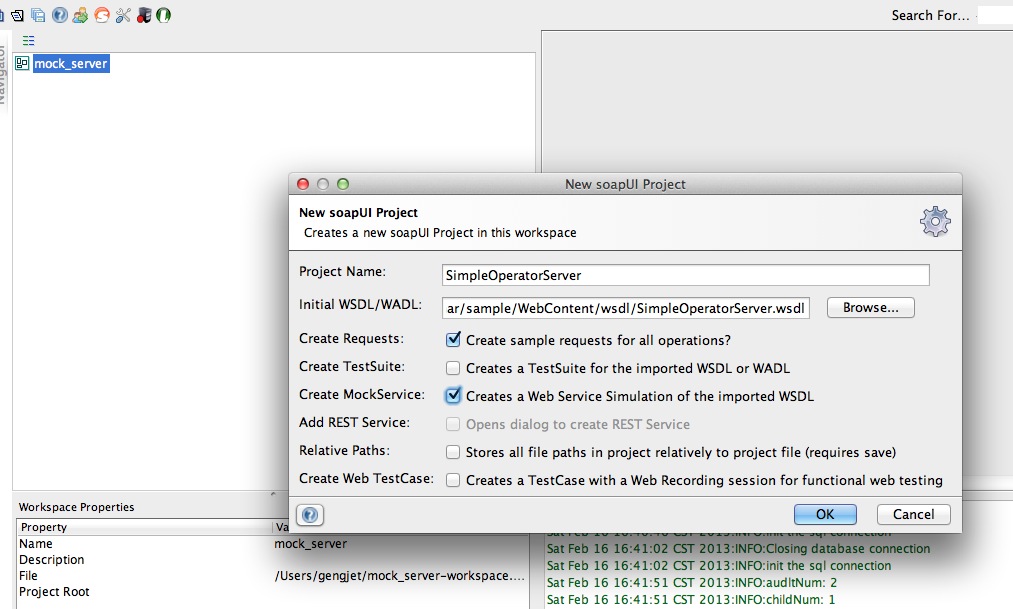 Search For...
Navigator
mock_server
New soapUI Project
New soapUI Project
Creates a new soapUI Project in this workspace
Project Name: SimpleOperatorServer
Initial WSDL/WADL: ar/sample/WebContent/wsdl/SimpleOperatorServer.wsdl Browse...
Create Requests: Create sample requests for all operations?
Create TestSuite: Creates a TestSuite for the imported WSDL or WADL
Create MockService: Creates a Web Service Simulation of the imported WSDL
Add REST Service: Opens dialog to create REST Service
Relative Paths: Stores all file paths in project relatively to project file (requires save)
Create Web TestCase: Creates a TestCase with a Web Recording session for functional web testing
OK Cancel
Workspace Properties
Property Va
Name mock_server
Description
File /Users/gengjet/mock_server-workspace....
Project Root
Sat Feb 16 16:40:46 CST 2013:INFO:init the sql connection
Sat Feb 16 16:41:02 CST 2013:INFO:Closing database connection
Sat Feb 16 16:41:02 CST 2013:INFO:init the sql connection
Sat Feb 16 16:41:51 CST 2013:INFO:audltNum: 2
Sat Feb 16 16:41:51 CST 2013:INFO:childNum: 1